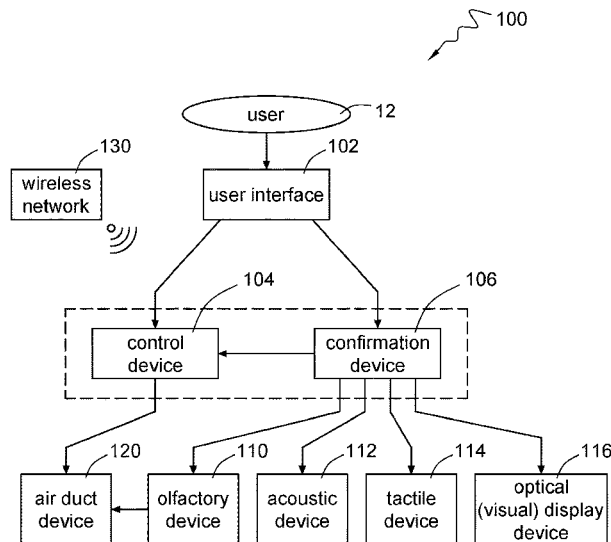 100
user
12
130
102
wireless
network
user interface
104
106
control
device
confirmation
device
120
110
112
114
116
air duct
device
olfactory
device
acoustic
device
tactile
device
optical
(visual) display
device